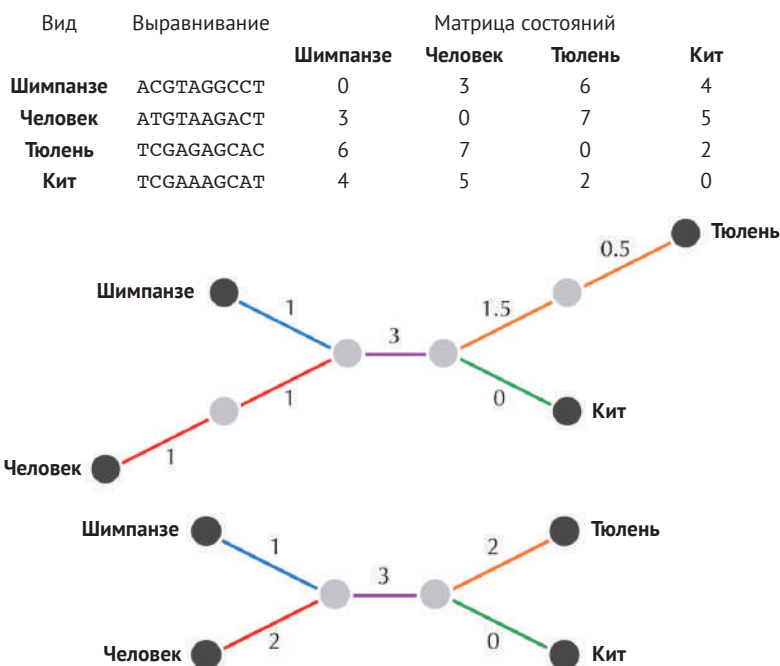 Вид Выравнивание Матрица состояний
Шимпанзе Человек Тюлень Кит
Шимпанзе ACGTAGGCCT 0 3 6 4
Человек ATGTAAGACT 3 0 7 5
Тюлень TCGAGAGCAC 6 7 0 2
Кит TCGAAAGCAT 4 5 2 0
Тюлень
0.5
Шимпанзе
1
1.5
3
1
0
Кит
Человек
1
Шимпанзе
Тюлень
1
2
3
2
0
Человек
Кит